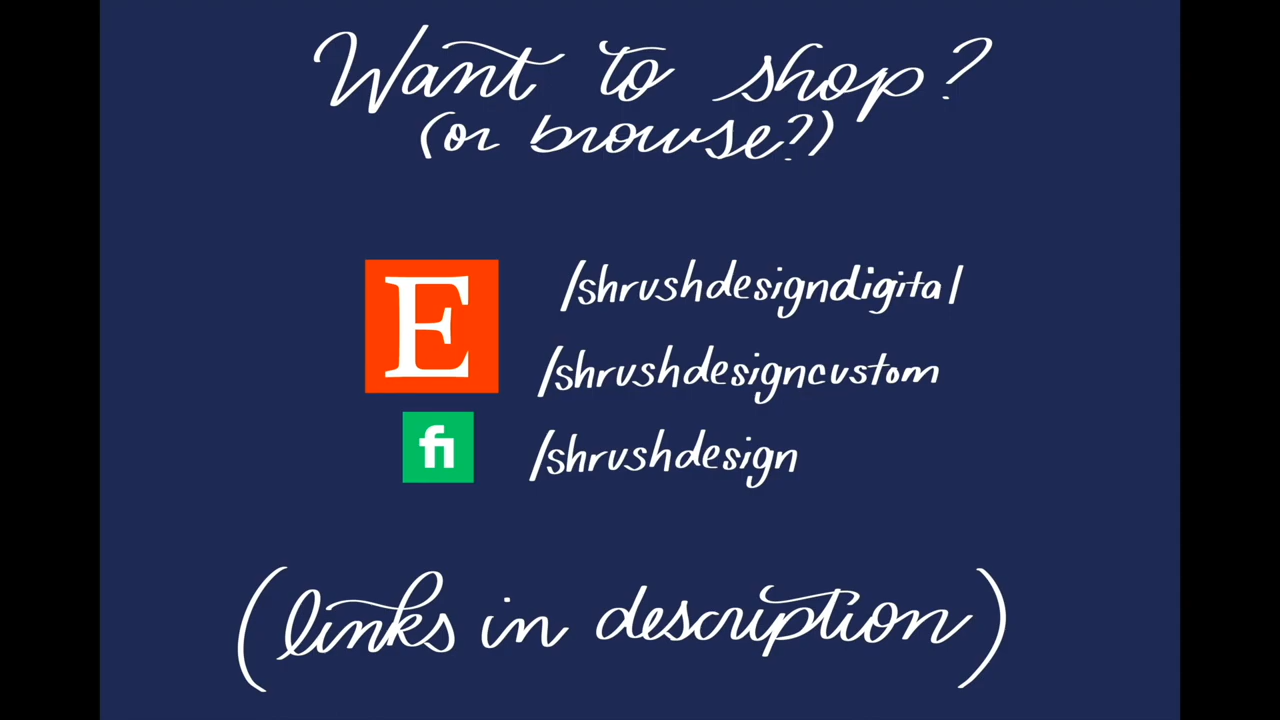 Want to shop?
(or browse?)
E
/shrushdesigndigital
/shrushdesigncustom
fi
/shrushdesign
(links in description)